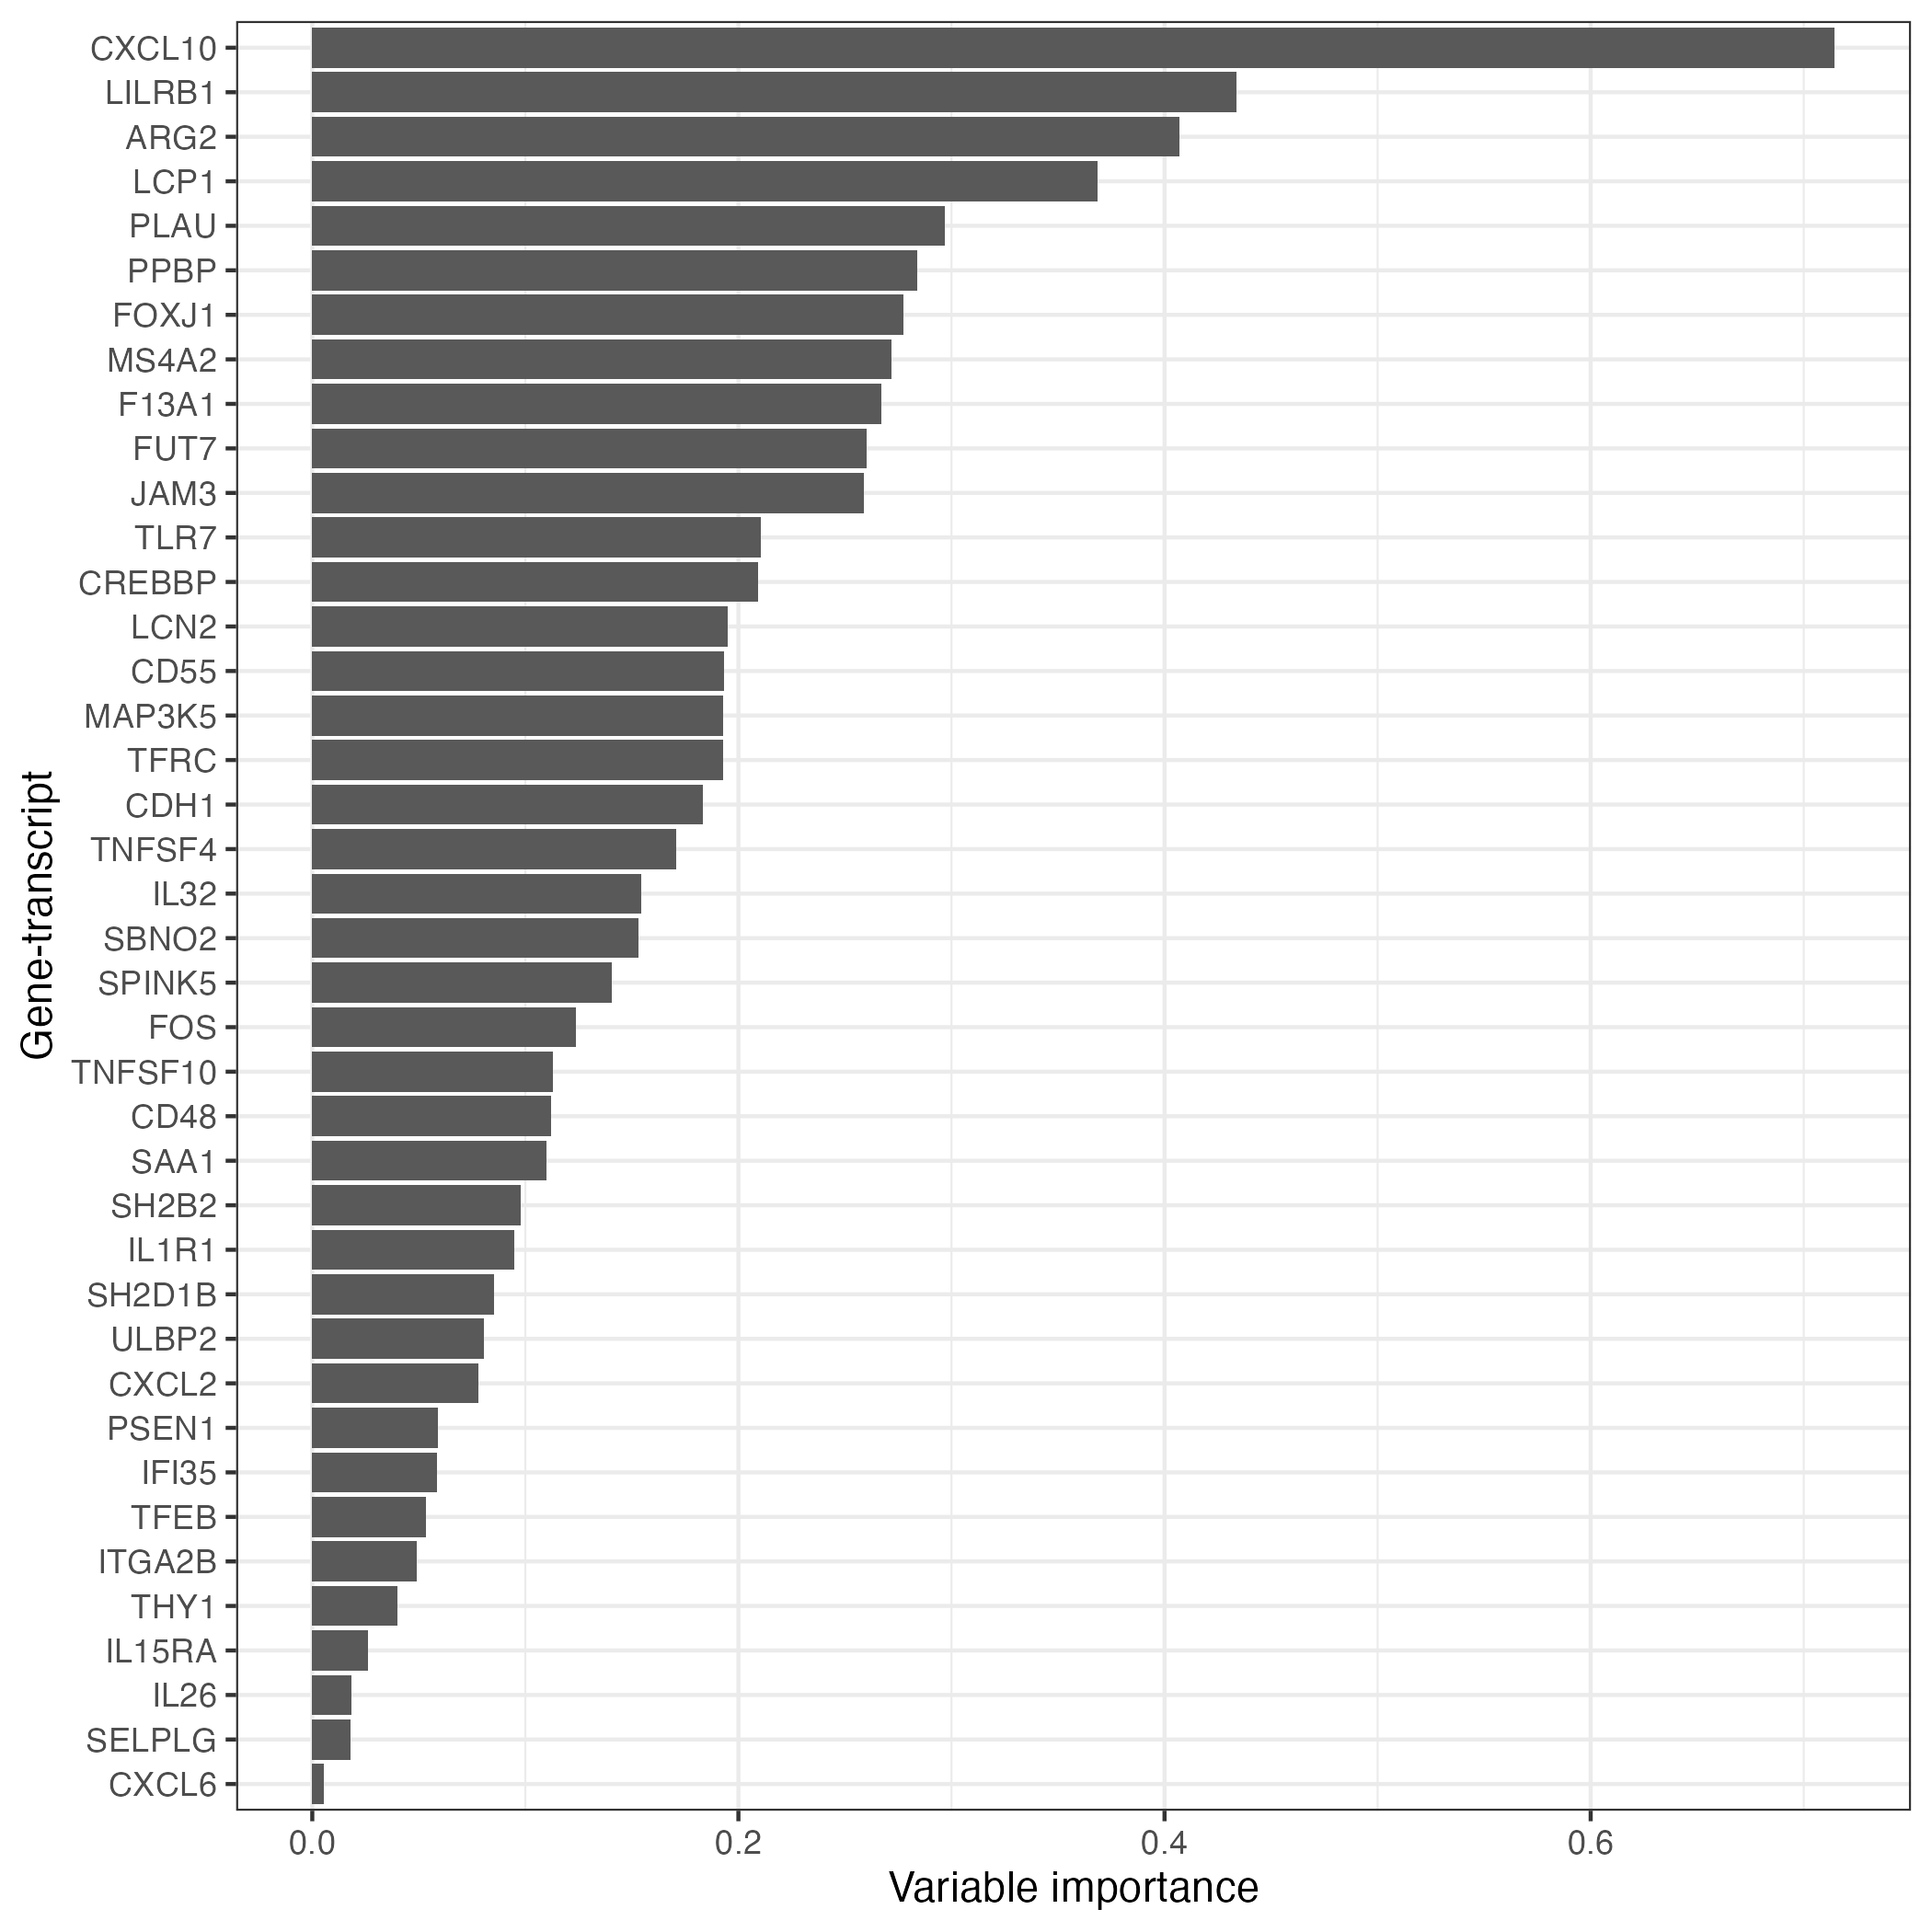 CXCL10
LILRB1
ARG2
LCP1
PLAU
PPBP
FOXJ1
MS4A2
F13A1
FUT7
JAM3
TLR7
CREBBP
LCN2
CD55
MAP3K5
TFRC
CDH1
TNFSF4
IL32
SBNO2
SPINK5
FOS
TNFSF10
CD48
SAA1
SH2B2
IL1R1
SH2D1B
ULBP2
CXCL2
PSEN1
IFI35
TFEB
ITGA2B
THY1
IL15RA
IL26
SELPLG
CXCL6
Gene-transcript
0.0 0.2 0.4 0.6
Variable importance